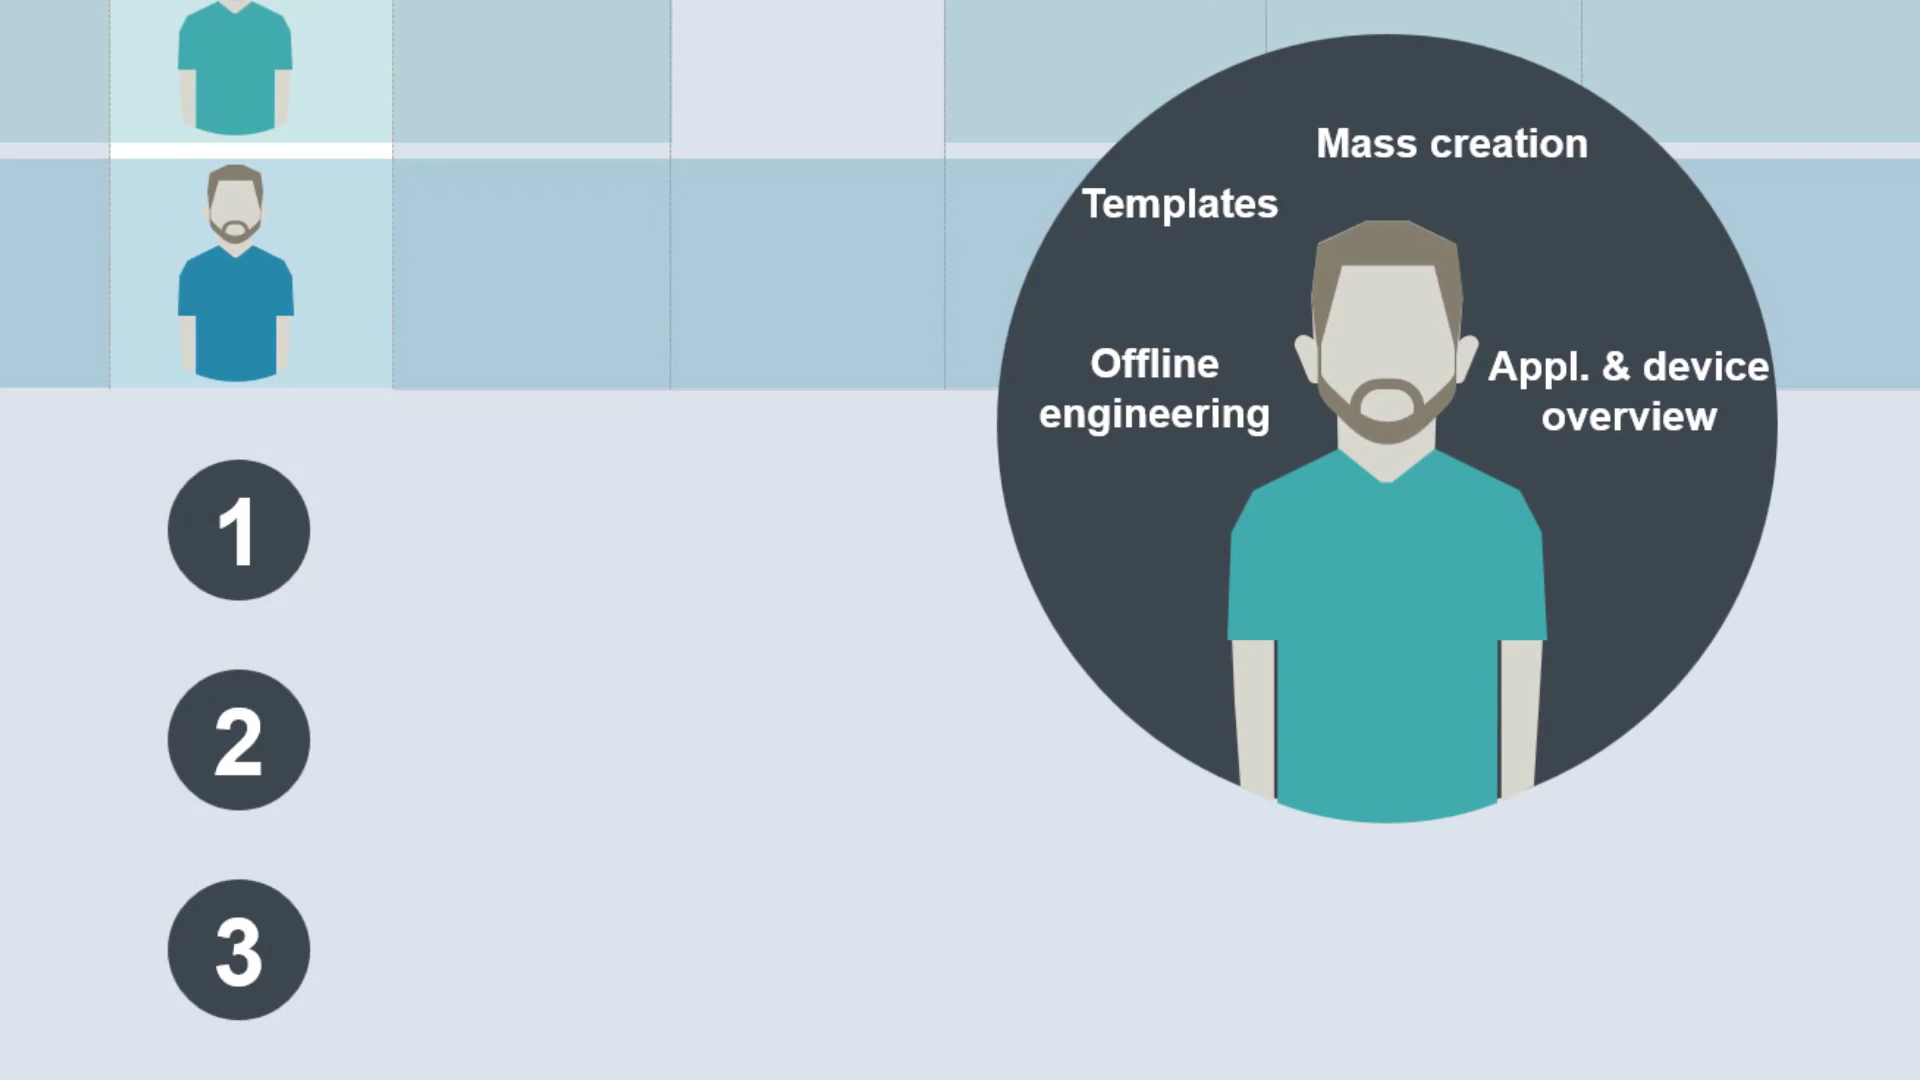 Mass creation
Templates
Offline
engineering
Appl. & device
overview
1
2
3